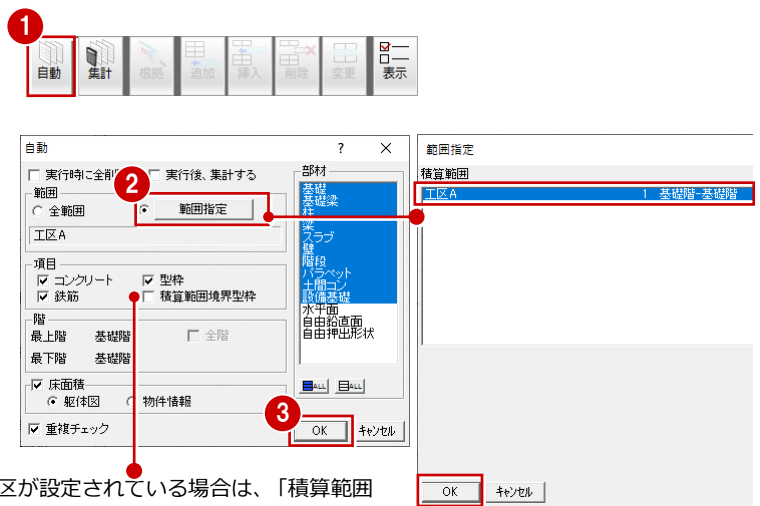 1
自動 集計 根拠 追加 挿入 削除 変更 表示
自動 ? ×
実行時に全削 実行後、集計する
2
範囲
全範囲 範囲指定
工区A
項目
コンクリート 型枠
鉄筋 積算範囲境界型枠
階
最上階 基礎階 全階
最下階 基礎階
床面積
躯体図 物件情報
重複チェック
部材
基礎
基礎梁
柱
梁
スラブ
壁
階段
パラペット
土間コン
設備基礎
水平面
自由鉛直面
自由押出形状
ALL ALL
3
OK キャンセル
範囲指定
積算範囲
工区A 1 基礎階-基礎階
OK キャンセル
区が設定されている場合は、「積算範囲